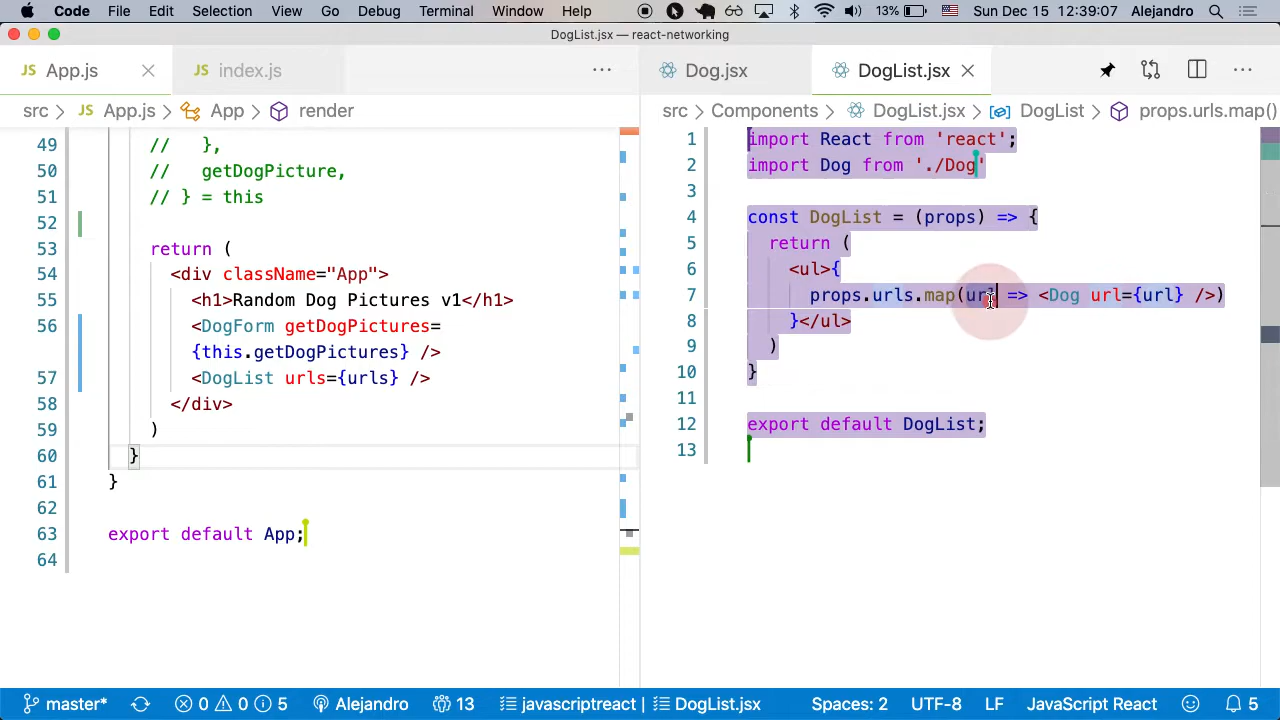 Code File Edit Selection View Go Debug Terminal Window Help 13% Sun Dec 15 12:39:07 Alejandro
DogList.jsx — react-networking
JS App.js JS index.js ···
src > JS App.js > App > render
49 // },
50 // getDogPicture,
51 // } = this
52
53 return (
54 <div className="App">
55 <h1>Random Dog Pictures v1</h1>
56 <DogForm getDogPictures=
{this.getDogPictures} />
57 <DogList urls={urls} />
58 </div>
59 )
60 }
61 }
62
63 export default App;
64
Dog.jsx DogList.jsx ···
src > Components > DogList.jsx > DogList > props.urls.map()
1 import React from 'react';
2 import Dog from './Dog'
3
4 const DogList = (props) => {
5 return (
6 <ul>{
7 props.urls.map(url => <Dog url={url} />)
8 }</ul>
9 )
10 }
11
12 export default DogList;
13
master* 0 0 5 Alejandro 13 javascriptreact | DogList.jsx Spaces: 2 UTF-8 LF JavaScript React 5